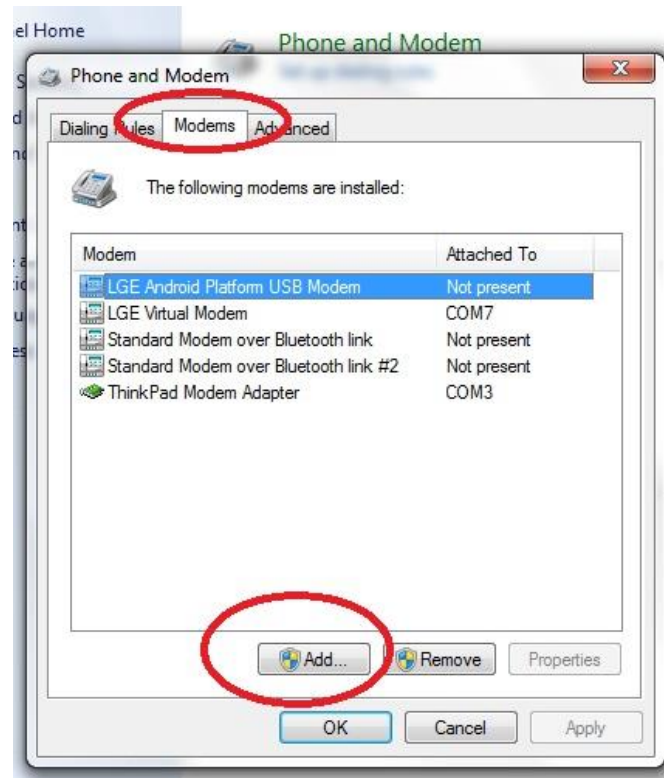 el Home
Phone and Modem
Phone and Modem
Dialing Rules Modems Advanced
The following modems are installed:
Modem Attached To
LGE Android Platform USB Modem Not present
LGE Virtual Modem COM7
Standard Modem over Bluetooth link Not present
Standard Modem over Bluetooth link #2 Not present
ThinkPad Modem Adapter COM3
Add... Remove Properties
OK Cancel Apply